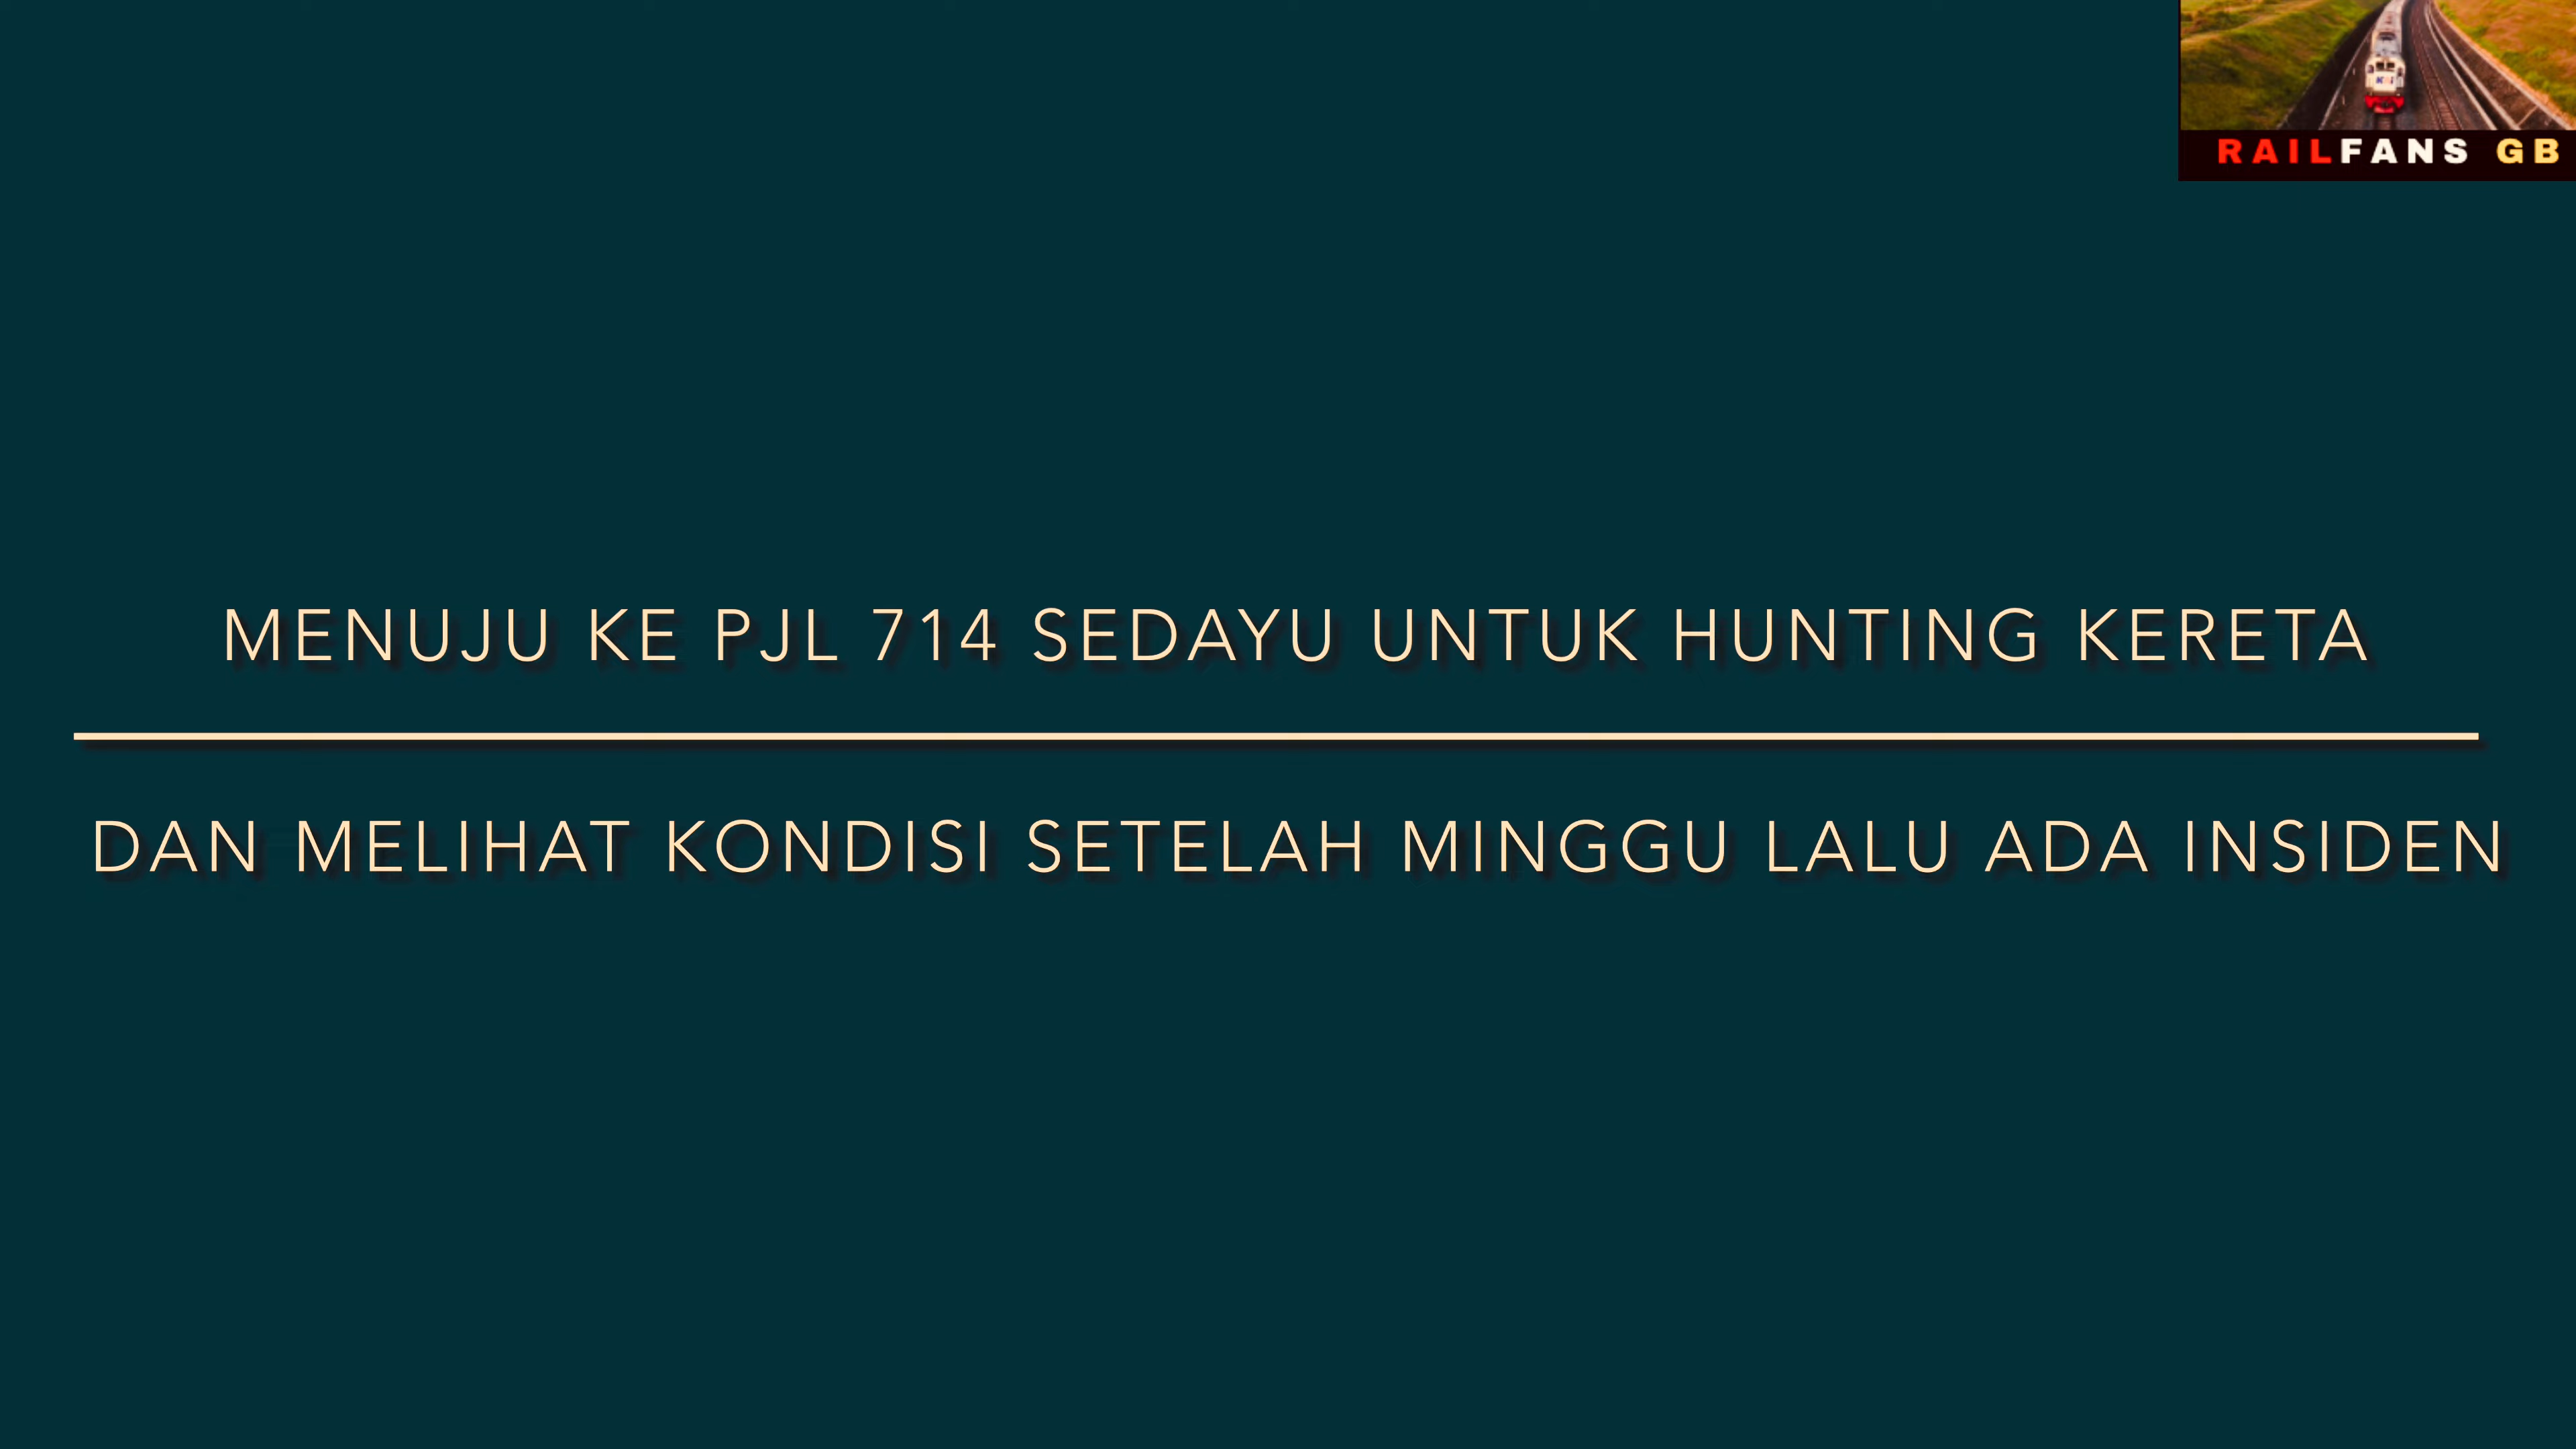 RAILFANS GB
MENUJU KE PJL 714 SEDAYU UNTUK HUNTING KERETA
DAN MELIHAT KONDISI SETELAH MINGGU LALU ADA INSIDEN